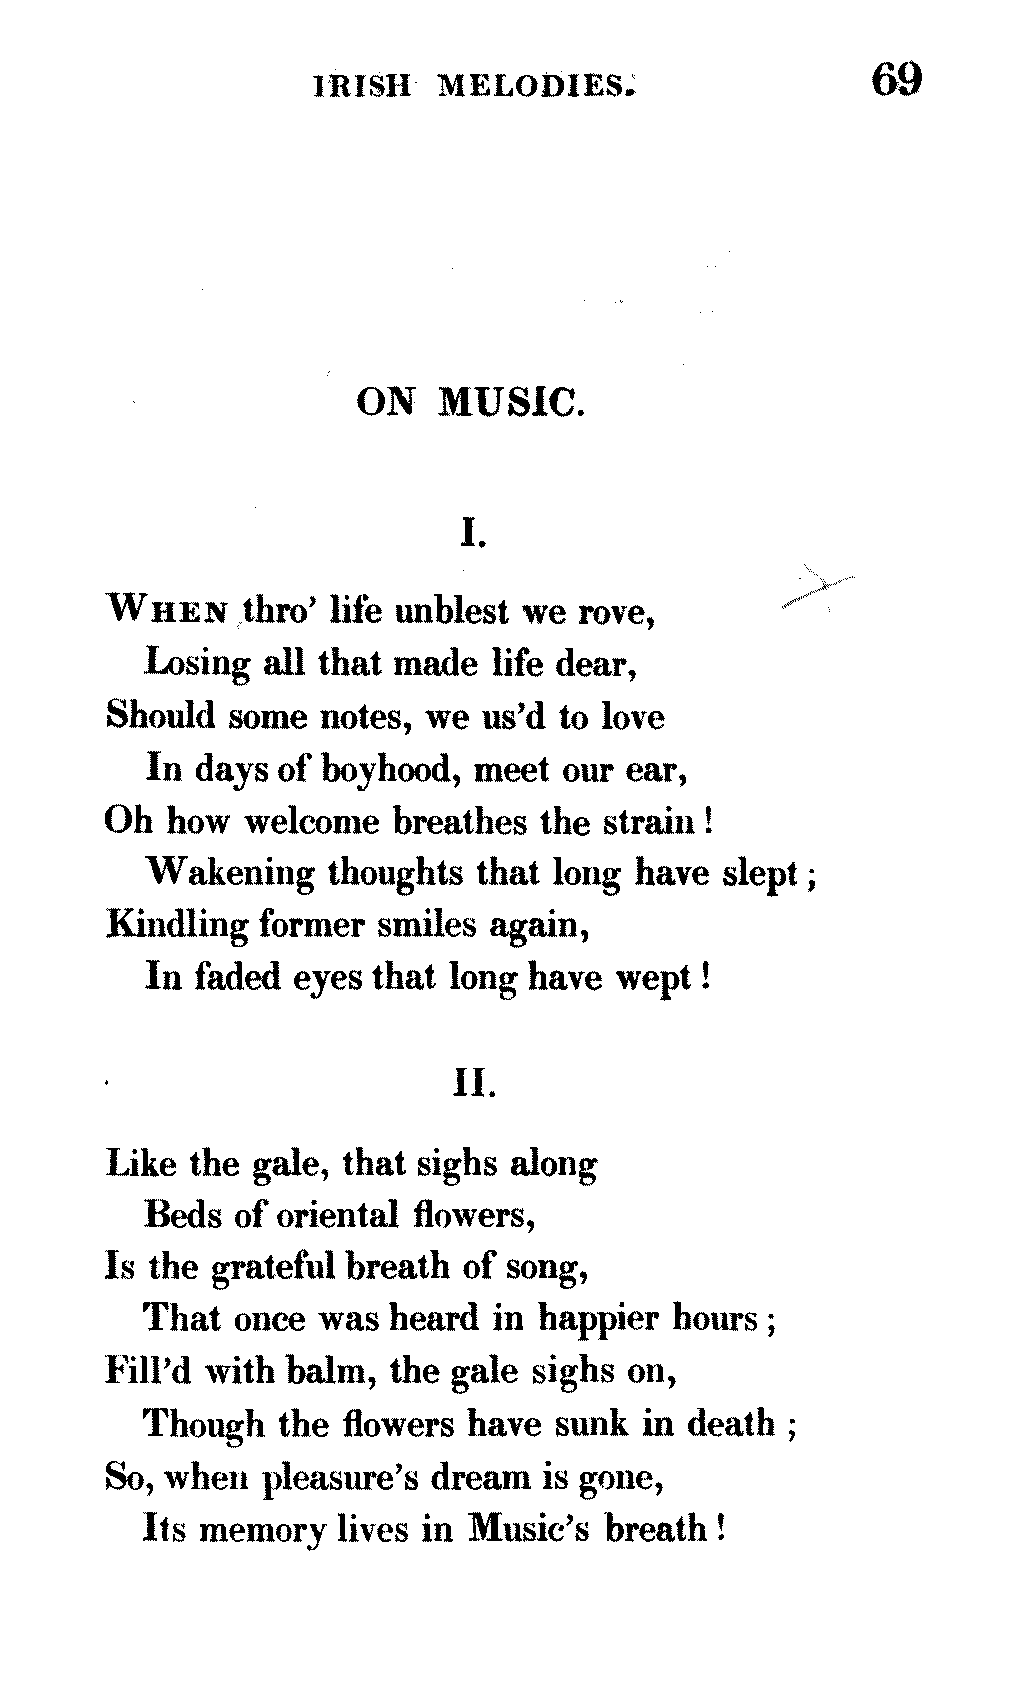 IRISH MELODIES. 69
ON MUSIC.
I.
WHEN thro' life unblest we rove,
Losing all that made life dear,
Should some notes, we us'd to love
In days of boyhood, meet our ear,
Oh how welcome breathes the strain !
Wakening thoughts that long have slept ;
Kindling former smiles again,
In faded eyes that long have wept !
II.
Like the gale, that sighs along
Beds of oriental flowers,
Is the grateful breath of song,
That once was heard in happier hours ;
Fill'd with balm, the gale sighs on,
Though the flowers have sunk in death ;
So, when pleasure's dream is gone,
Its memory lives in Music's breath !